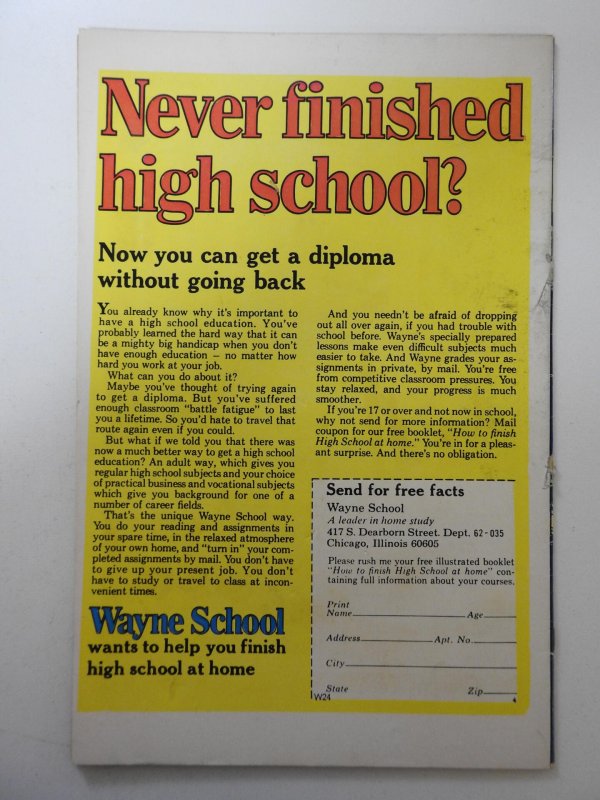 Never finished
high school?
Now you can get a diploma
without going back
You already know why it's important to
have a high school education. You've
probably learned the hard way that it can
be a mighty big handicap when you don't
have enough education – no matter how
hard you work at your job.
What can you do about it?
Maybe you've thought of trying again
to get a diploma. But you've suffered
enough classroom "battle fatigue" to last
you a lifetime. So you'd hate to travel that
route again even if you could.
But what if we told you that there was
now a much better way to get a high school
education? An adult way, which gives you
regular high school subjects and your choice
of practical business and vocational subjects
which give you background for one of a
number of career fields.
That's the unique Wayne School way.
You do your reading and assignments in
your spare time, in the relaxed atmosphere
of your own home, and "turn in" your com-
pleted assignments by mail. You don't have
to give up your present job. You don't
have to study or travel to class at incon-
venient times.
Wayne School
wants to help you finish
high school at home
And you needn't be afraid of dropping
out all over again, if you had trouble with
school before. Wayne's specially prepared
lessons make even difficult subjects much
easier to take. And Wayne grades your as-
signments in private, by mail. You're free
from competitive classroom pressures. You
stay relaxed, and your progress is much
smoother.
If you're 17 or over and not now in school,
why not send for more information? Mail
coupon for our free booklet, "How to finish
High School at home." You're in for a pleas-
ant surprise. And there's no obligation.
Send for free facts
Wayne School
A leader in home study
417 S. Dearborn Street. Dept. 62-035
Chicago, Illinois 60605
Please rush me your free illustrated booklet
"How to finish High School at home" con-
taining full information about your courses.
Print
Name Age
Address Apt. No.
City
State Zip
W24 4